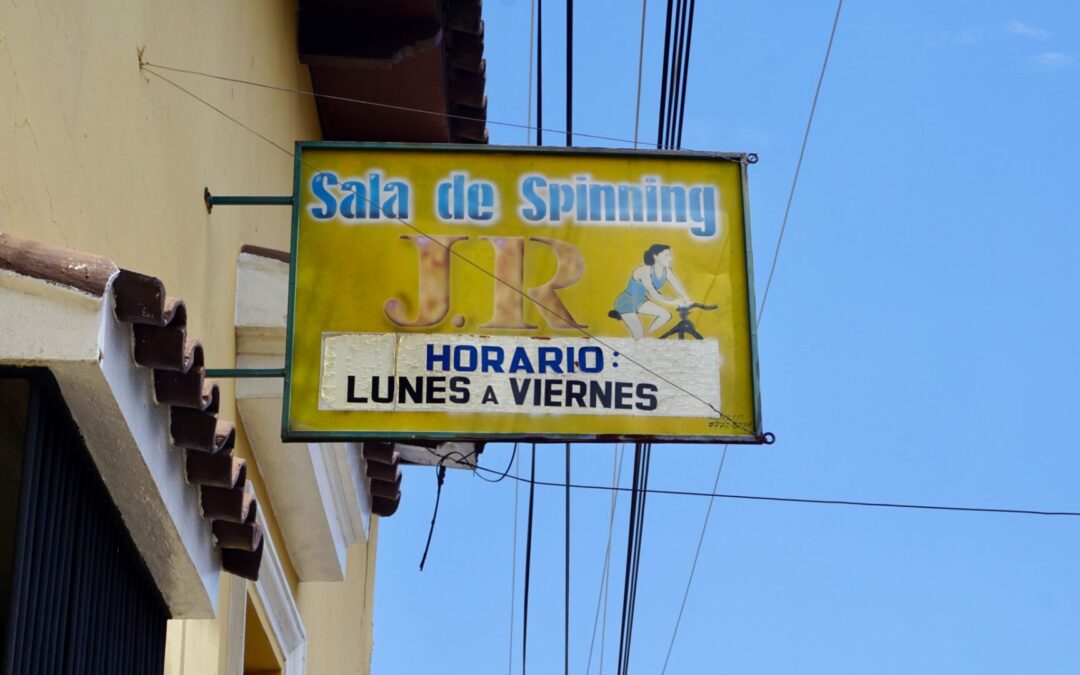 Sala de Spinning
J.R
HORARIO:
LUNES A VIERNES